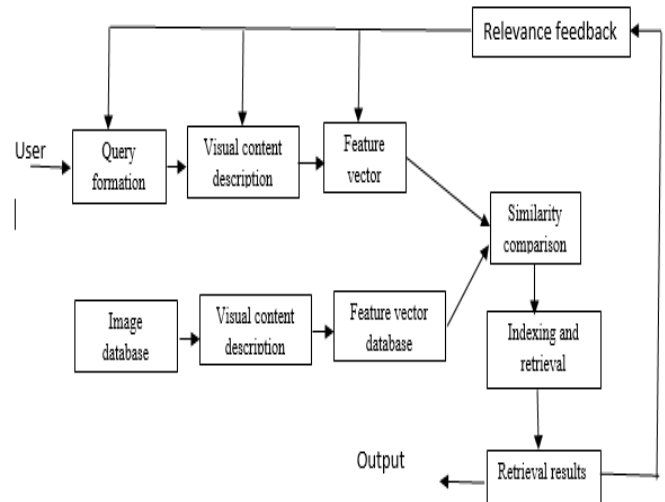 Relevance feedback
User
Query
formation
Visual content
description
Feature
vector
Similarity
comparison
Image
database
Visual content
description
Feature vector
database
Indexing and
retrieval
Output
Retrieval results